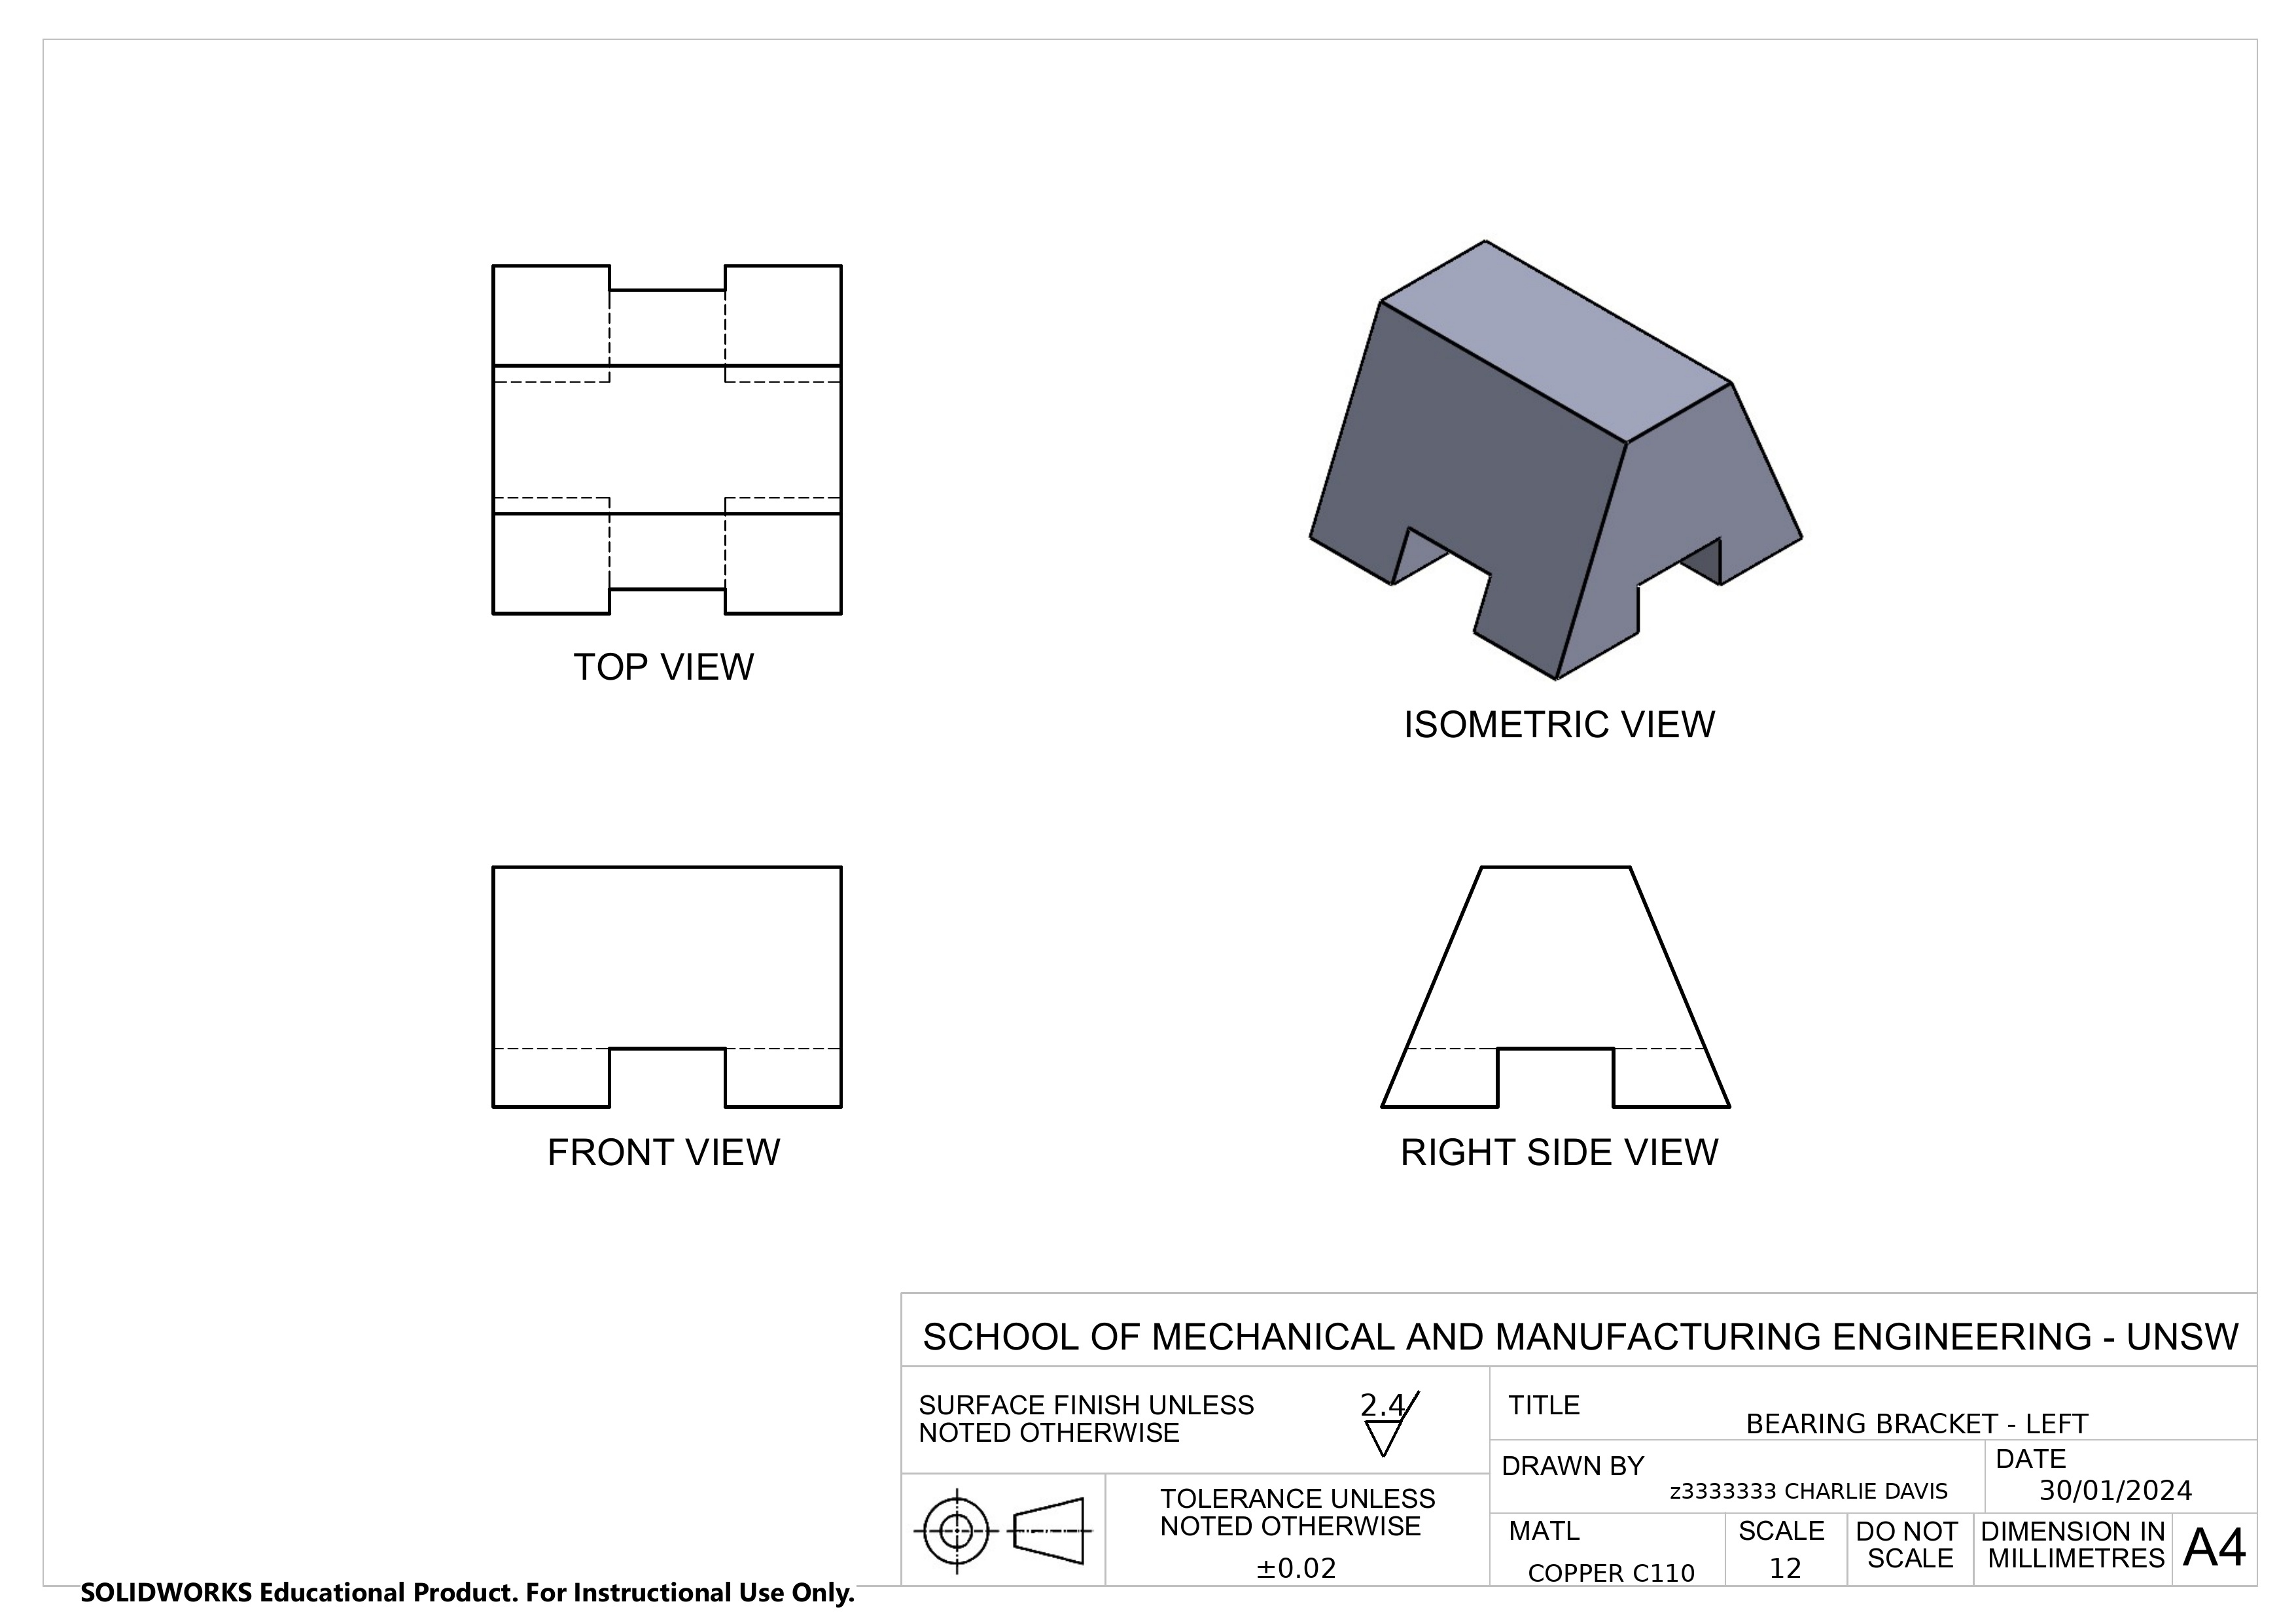 TOP VIEW
ISOMETRIC VIEW
FRONT VIEW
RIGHT SIDE VIEW
SCHOOL OF MECHANICAL AND MANUFACTURING ENGINEERING - UNSW
SURFACE FINISH UNLESS
NOTED OTHERWISE
2.4
TITLE
BEARING BRACKET - LEFT
DRAWN BY
z3333333 CHARLIE DAVIS
DATE
30/01/2024
TOLERANCE UNLESS
NOTED OTHERWISE
±0.02
MATL
COPPER C110
SCALE
12
DO NOT
SCALE
DIMENSION IN
MILLIMETRES
A4
SOLIDWORKS Educational Product. For Instructional Use Only.